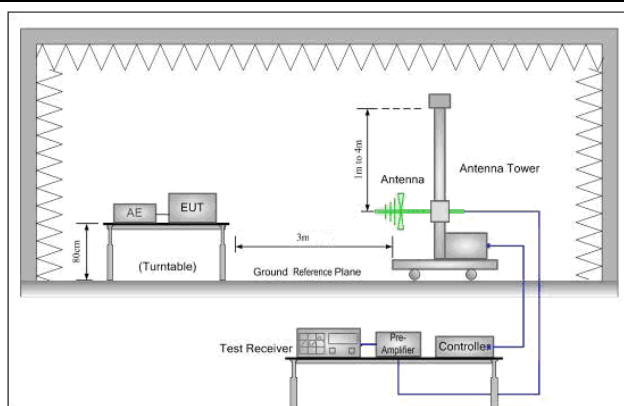 1m to 4m
Antenna
Antenna Tower
AE
EUT
80cm
(Turntable)
3m
Ground Reference Plane
Test Receiver
Pre-
Amplifier
Controller